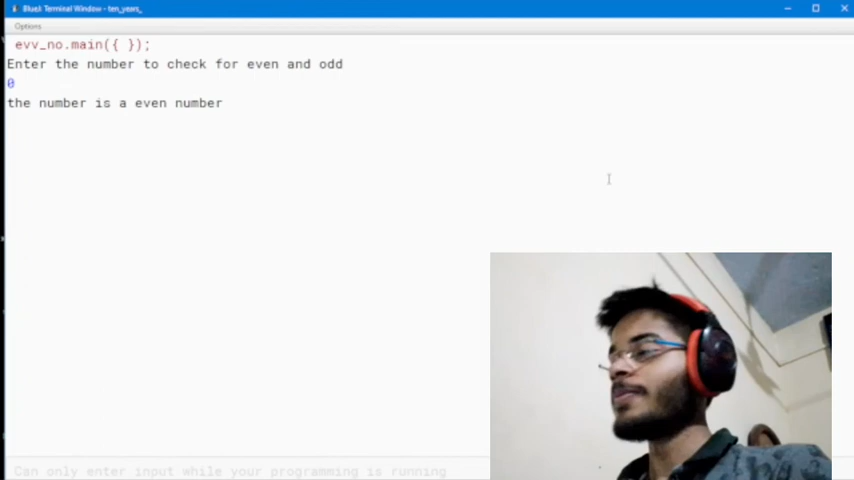 BlueJ: Terminal Window - ten_years_
Options
evv_no.main({ });
Enter the number to check for even and odd
0
the number is a even number
Can only enter input while your programming is running